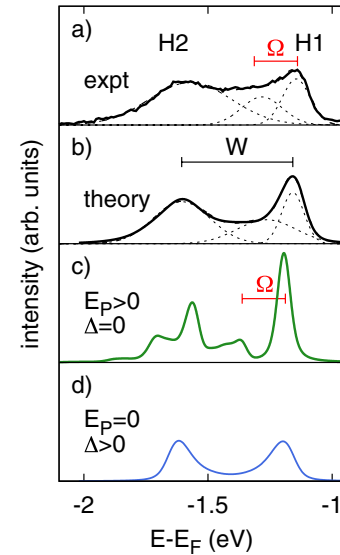 a)
H2
H1
Ω
expt
b)
W
theory
c)
E_P>0
Δ=0
Ω
d)
E_P=0
Δ>0
intensity (arb. units)
-2
-1.5
-1
E-E_F (eV)